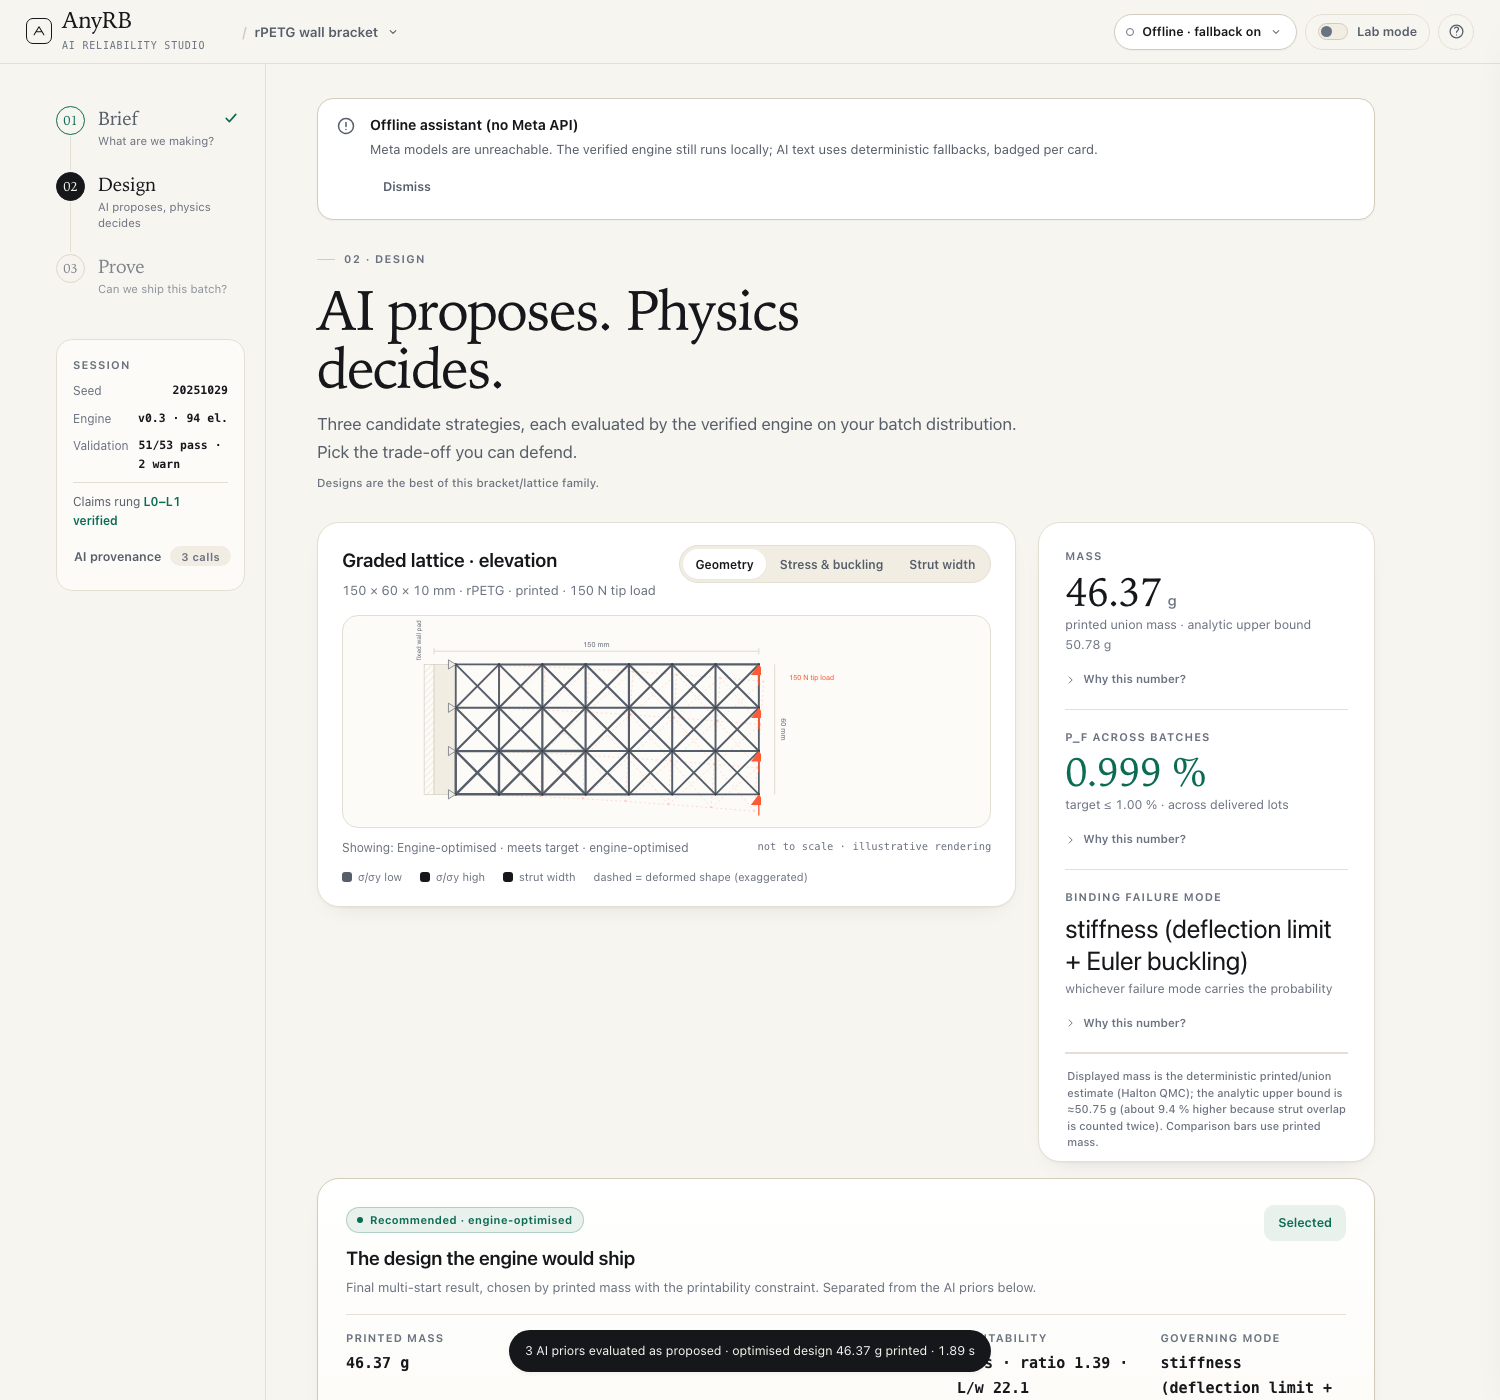 AnyRB
AI RELIABILITY STUDIO
/ rPETG wall bracket
Offline · fallback on
Lab mode
01
Brief
What are we making?
02
Design
AI proposes, physics
decides
03
Prove
Can we ship this batch?
SESSION
Seed 20251029
Engine v0.3 · 94 el.
Validation 51/53 pass ·
2 warn
Claims rung L0–L1
verified
AI provenance 3 calls
Offline assistant (no Meta API)
Meta models are unreachable. The verified engine still runs locally; AI text uses deterministic fallbacks, badged per card.
Dismiss
02 · DESIGN
AI proposes. Physics
decides.
Three candidate strategies, each evaluated by the verified engine on your batch distribution.
Pick the trade-off you can defend.
Designs are the best of this bracket/lattice family.
Graded lattice · elevation
Geometry Stress & buckling Strut width
150 × 60 × 10 mm · rPETG · printed · 150 N tip load
fixed wall pad
150 mm
150 N tip load
60 mm
Showing: Engine-optimised · meets target · engine-optimised
not to scale · illustrative rendering
σ/σy low σ/σy high strut width dashed = deformed shape (exaggerated)
MASS
46.37 g
printed union mass · analytic upper bound
50.78 g
Why this number?
P_F ACROSS BATCHES
0.999 %
target ≤ 1.00 % · across delivered lots
Why this number?
BINDING FAILURE MODE
stiffness (deflection limit
+ Euler buckling)
whichever failure mode carries the probability
Why this number?
Displayed mass is the deterministic printed/union
estimate (Halton QMC); the analytic upper bound is
≈50.75 g (about 9.4 % higher because strut overlap
is counted twice). Comparison bars use printed
mass.
Recommended · engine-optimised
Selected
The design the engine would ship
Final multi-start result, chosen by printed mass with the printability constraint. Separated from the AI priors below.
PRINTED MASS
46.37 g
3 AI priors evaluated as proposed · optimised design 46.37 g printed · 1.89 s
TABILITY
s · ratio 1.39 ·
L/w 22.1
GOVERNING MODE
stiffness
(deflection limit +